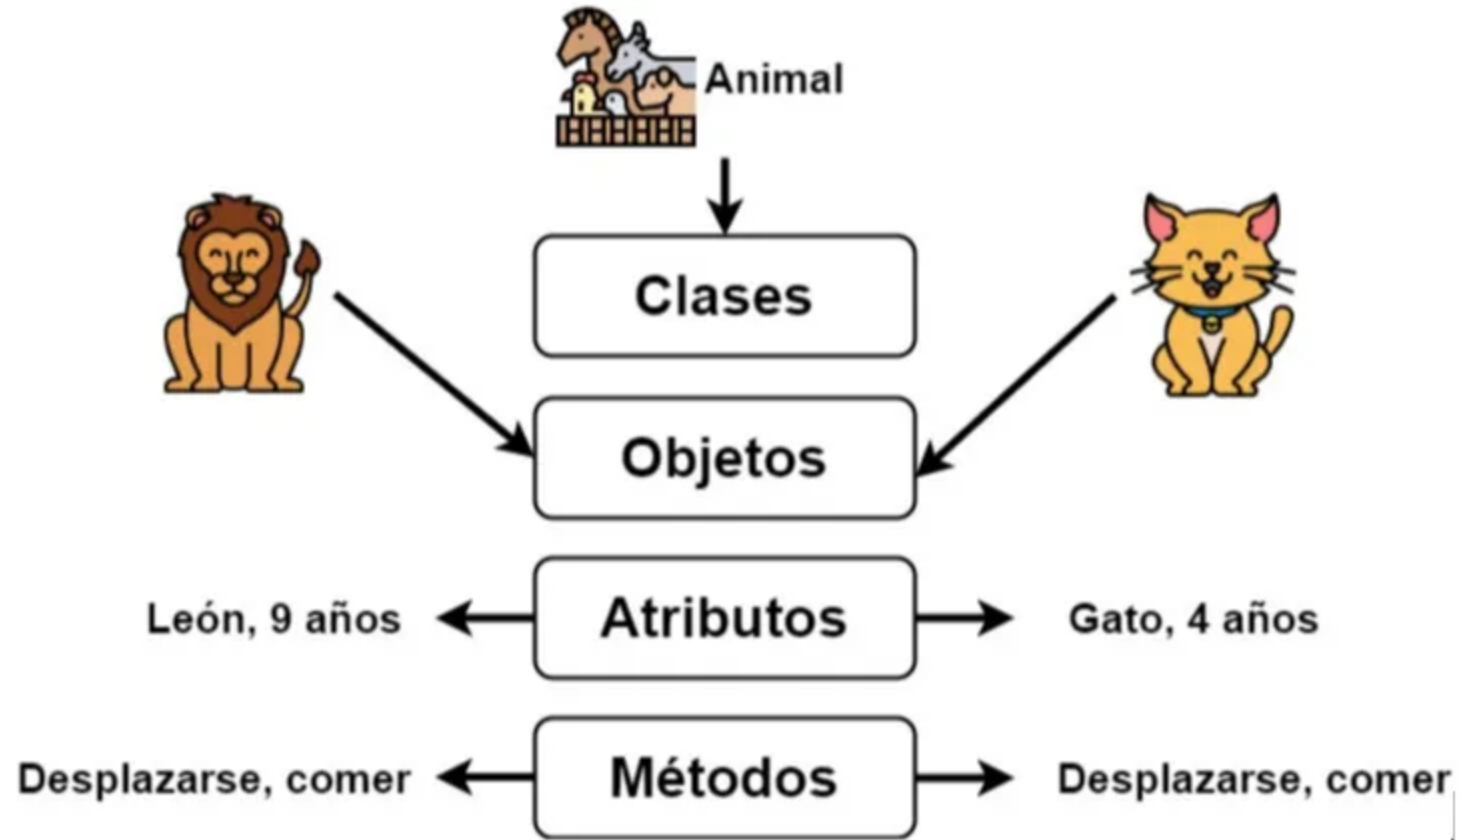 Animal
Clases
Objetos
León, 9 años
Atributos
Gato, 4 años
Desplazarse, comer
Métodos
Desplazarse, comer